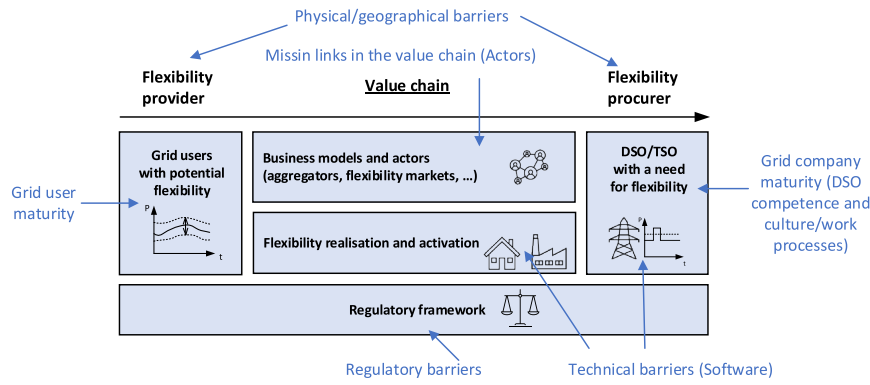 Physical/geographical barriers
Missin links in the value chain (Actors)
Flexibility
provider
Value chain
Flexibility
procurer
Grid users
with potential
flexibility
P
t
Business models and actors
(aggregators, flexibility markets, ...)
DSO/TSO
with a need
for flexibility
P
t
Flexibility realisation and activation
Regulatory framework
Grid user
maturity
Grid company
maturity (DSO
competence and
culture/work
processes)
Regulatory barriers
Technical barriers (Software)